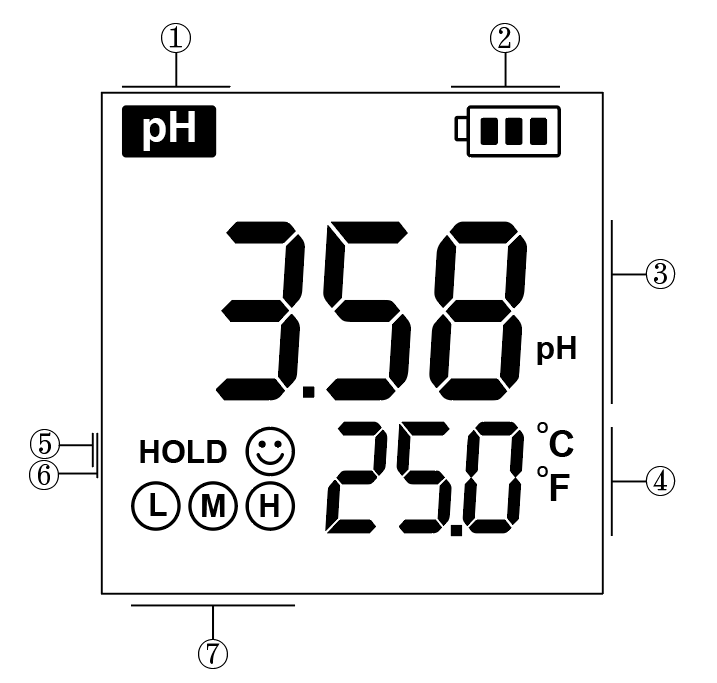 ① ②
pH
3.58 pH
③
⑤ HOLD 25.0 °C
⑥ °F ④
L M H
⑦